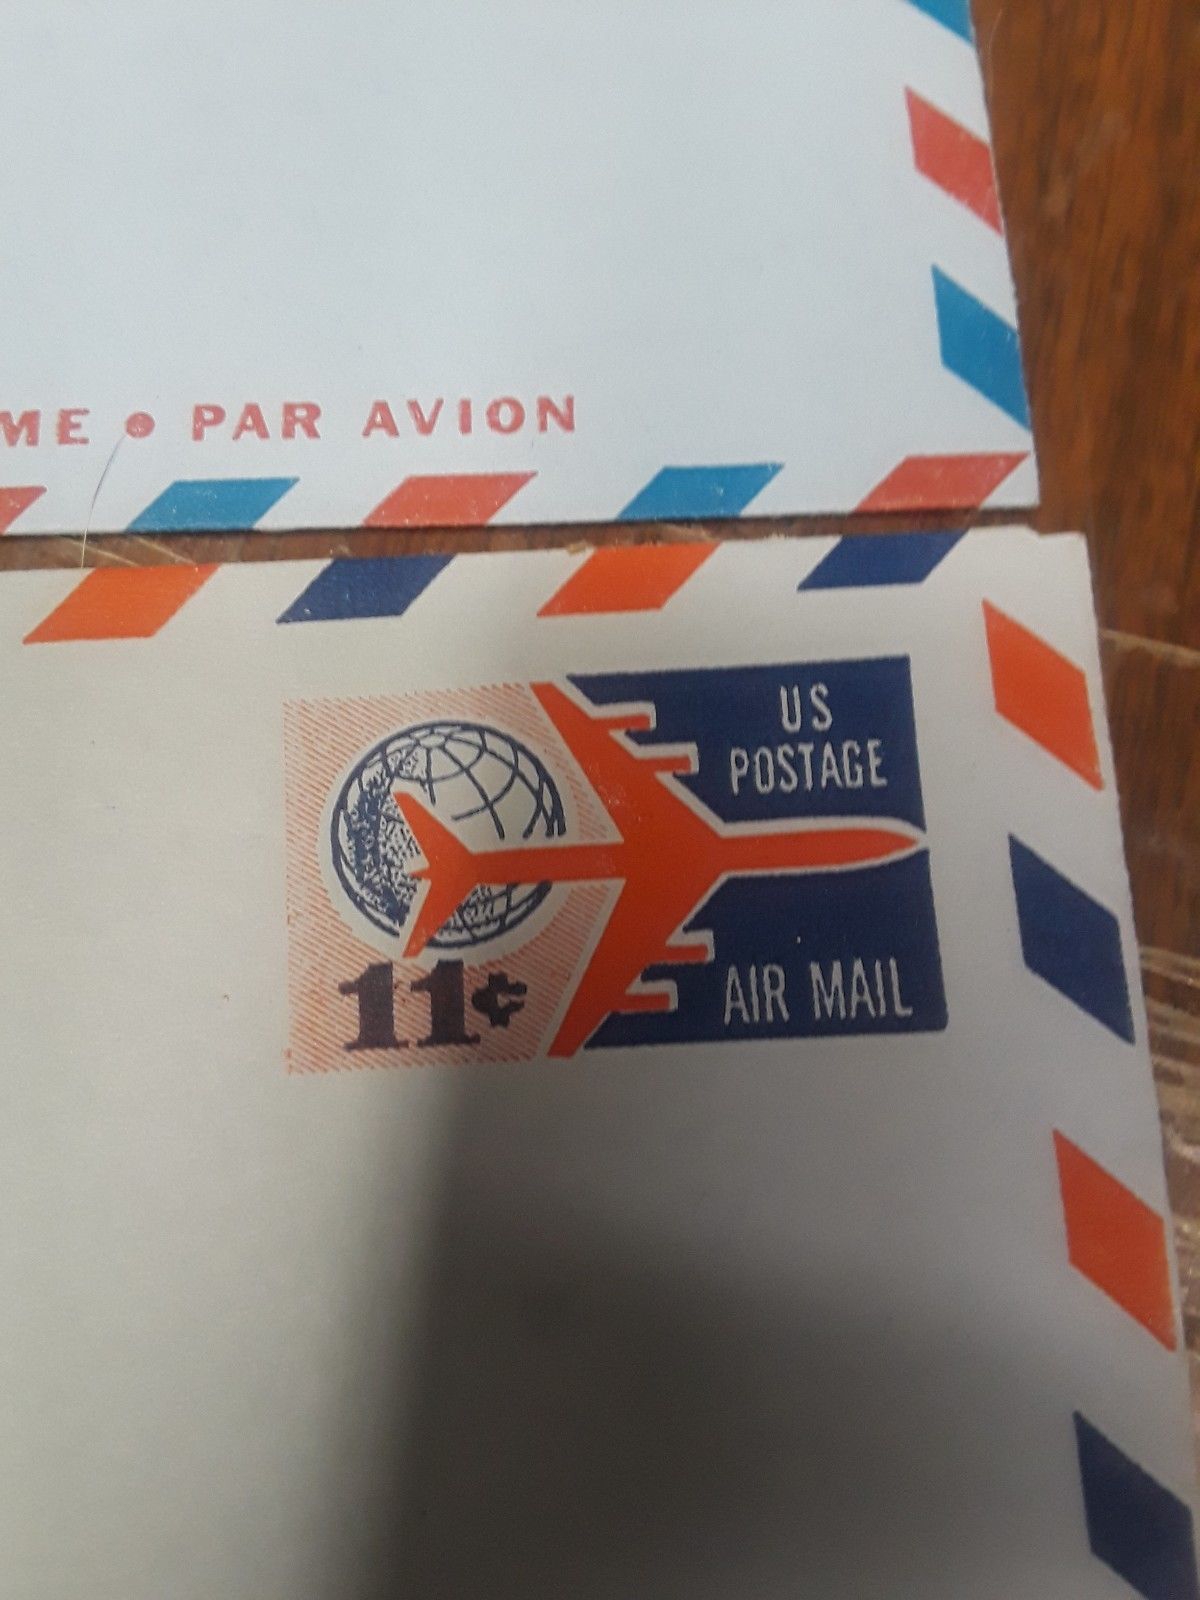 ME • PAR AVION
US
POSTAGE
11¢
AIR MAIL